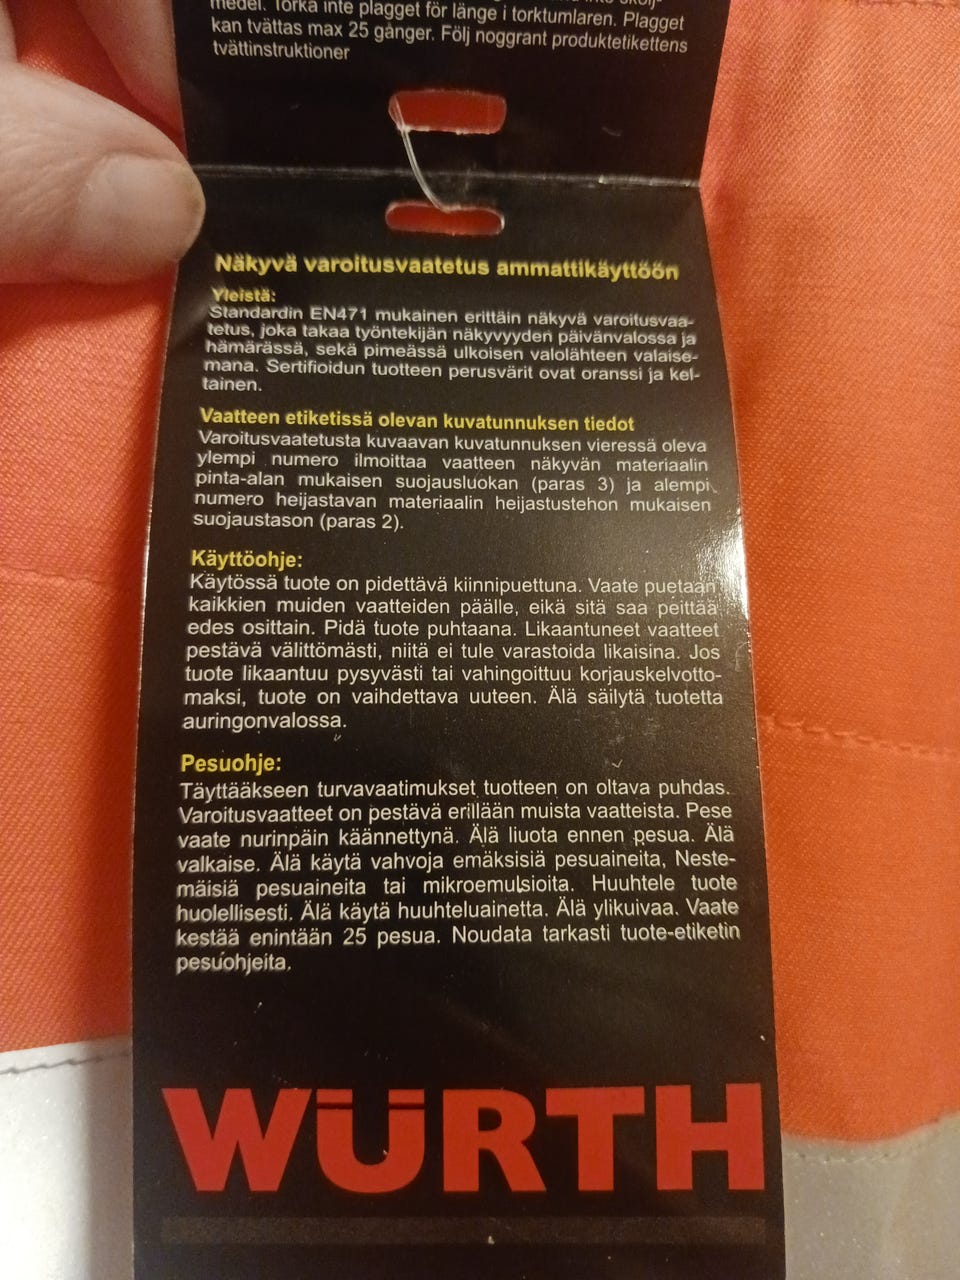 medel. Torka inte plagget för länge i torktumlaren. Plagget
kan tvättas max 25 gånger. Följ noggrant produktetikettens
tvättinstruktioner
Näkyvä varoitusvaatetus ammattikäyttöön
Yleistä:
Standardin EN471 mukainen erittäin näkyvä varoitusvaa-
tetus, joka takaa työntekijän näkyvyyden päivänvalossa ja
hämärässä, sekä pimeässä ulkoisen valolähteen valaise-
mana. Sertifioidun tuotteen perusvärit ovat oranssi ja kel-
tainen.
Vaatteen etiketissä olevan kuvatunnuksen tiedot
Varoitusvaatetusta kuvaavan kuvatunnuksen vieressä oleva
ylempi numero ilmoittaa vaatteen näkyvän materiaalin
pinta-alan mukaisen suojausluokan (paras 3) ja alempi
numero heijastavan materiaalin heijastustehon mukaisen
suojaustason (paras 2).
Käyttöohje:
Käytössä tuote on pidettävä kiinnipuettuna. Vaate puetaan
kaikkien muiden vaatteiden päälle, eikä sitä saa peittää
edes osittain. Pidä tuote puhtaana. Likaantuneet vaatteet
pestävä välittömästi, niitä ei tule varastoida likaisina. Jos
tuote likaantuu pysyvästi tai vahingoittuu korjauskelvotto-
maksi, tuote on vaihdettava uuteen. Älä säilytä tuotetta
auringonvalossa.
Pesuohje:
Täyttääkseen turvavaatimukset tuotteen on oltava puhdas.
Varoitusvaatteet on pestävä erillään muista vaatteista. Pese
vaate nurinpäin käännettynä. Älä liuota ennen pesua. Älä
valkaise. Älä käytä vahvoja emäksisiä pesuaineita, Neste-
mäisiä pesuaineita tai mikroemulsioita. Huuhtele tuote
huolellisesti. Älä käytä huuhteluainetta. Älä ylikuivaa. Vaate
kestää enintään 25 pesua. Noudata tarkasti tuote-etiketin
pesuohjeita.
WÜRTH